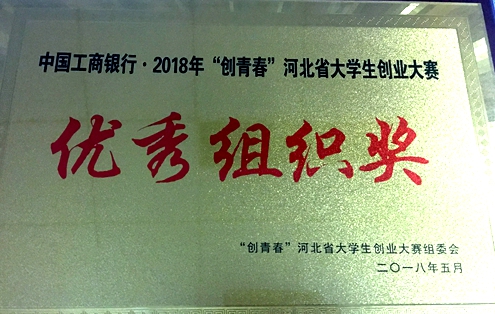 中国工商银行·2018年“创青春”河北省大学生创业大赛
优秀组织奖
“创青春”河北省大学生创业大赛组委会
二〇一八年五月